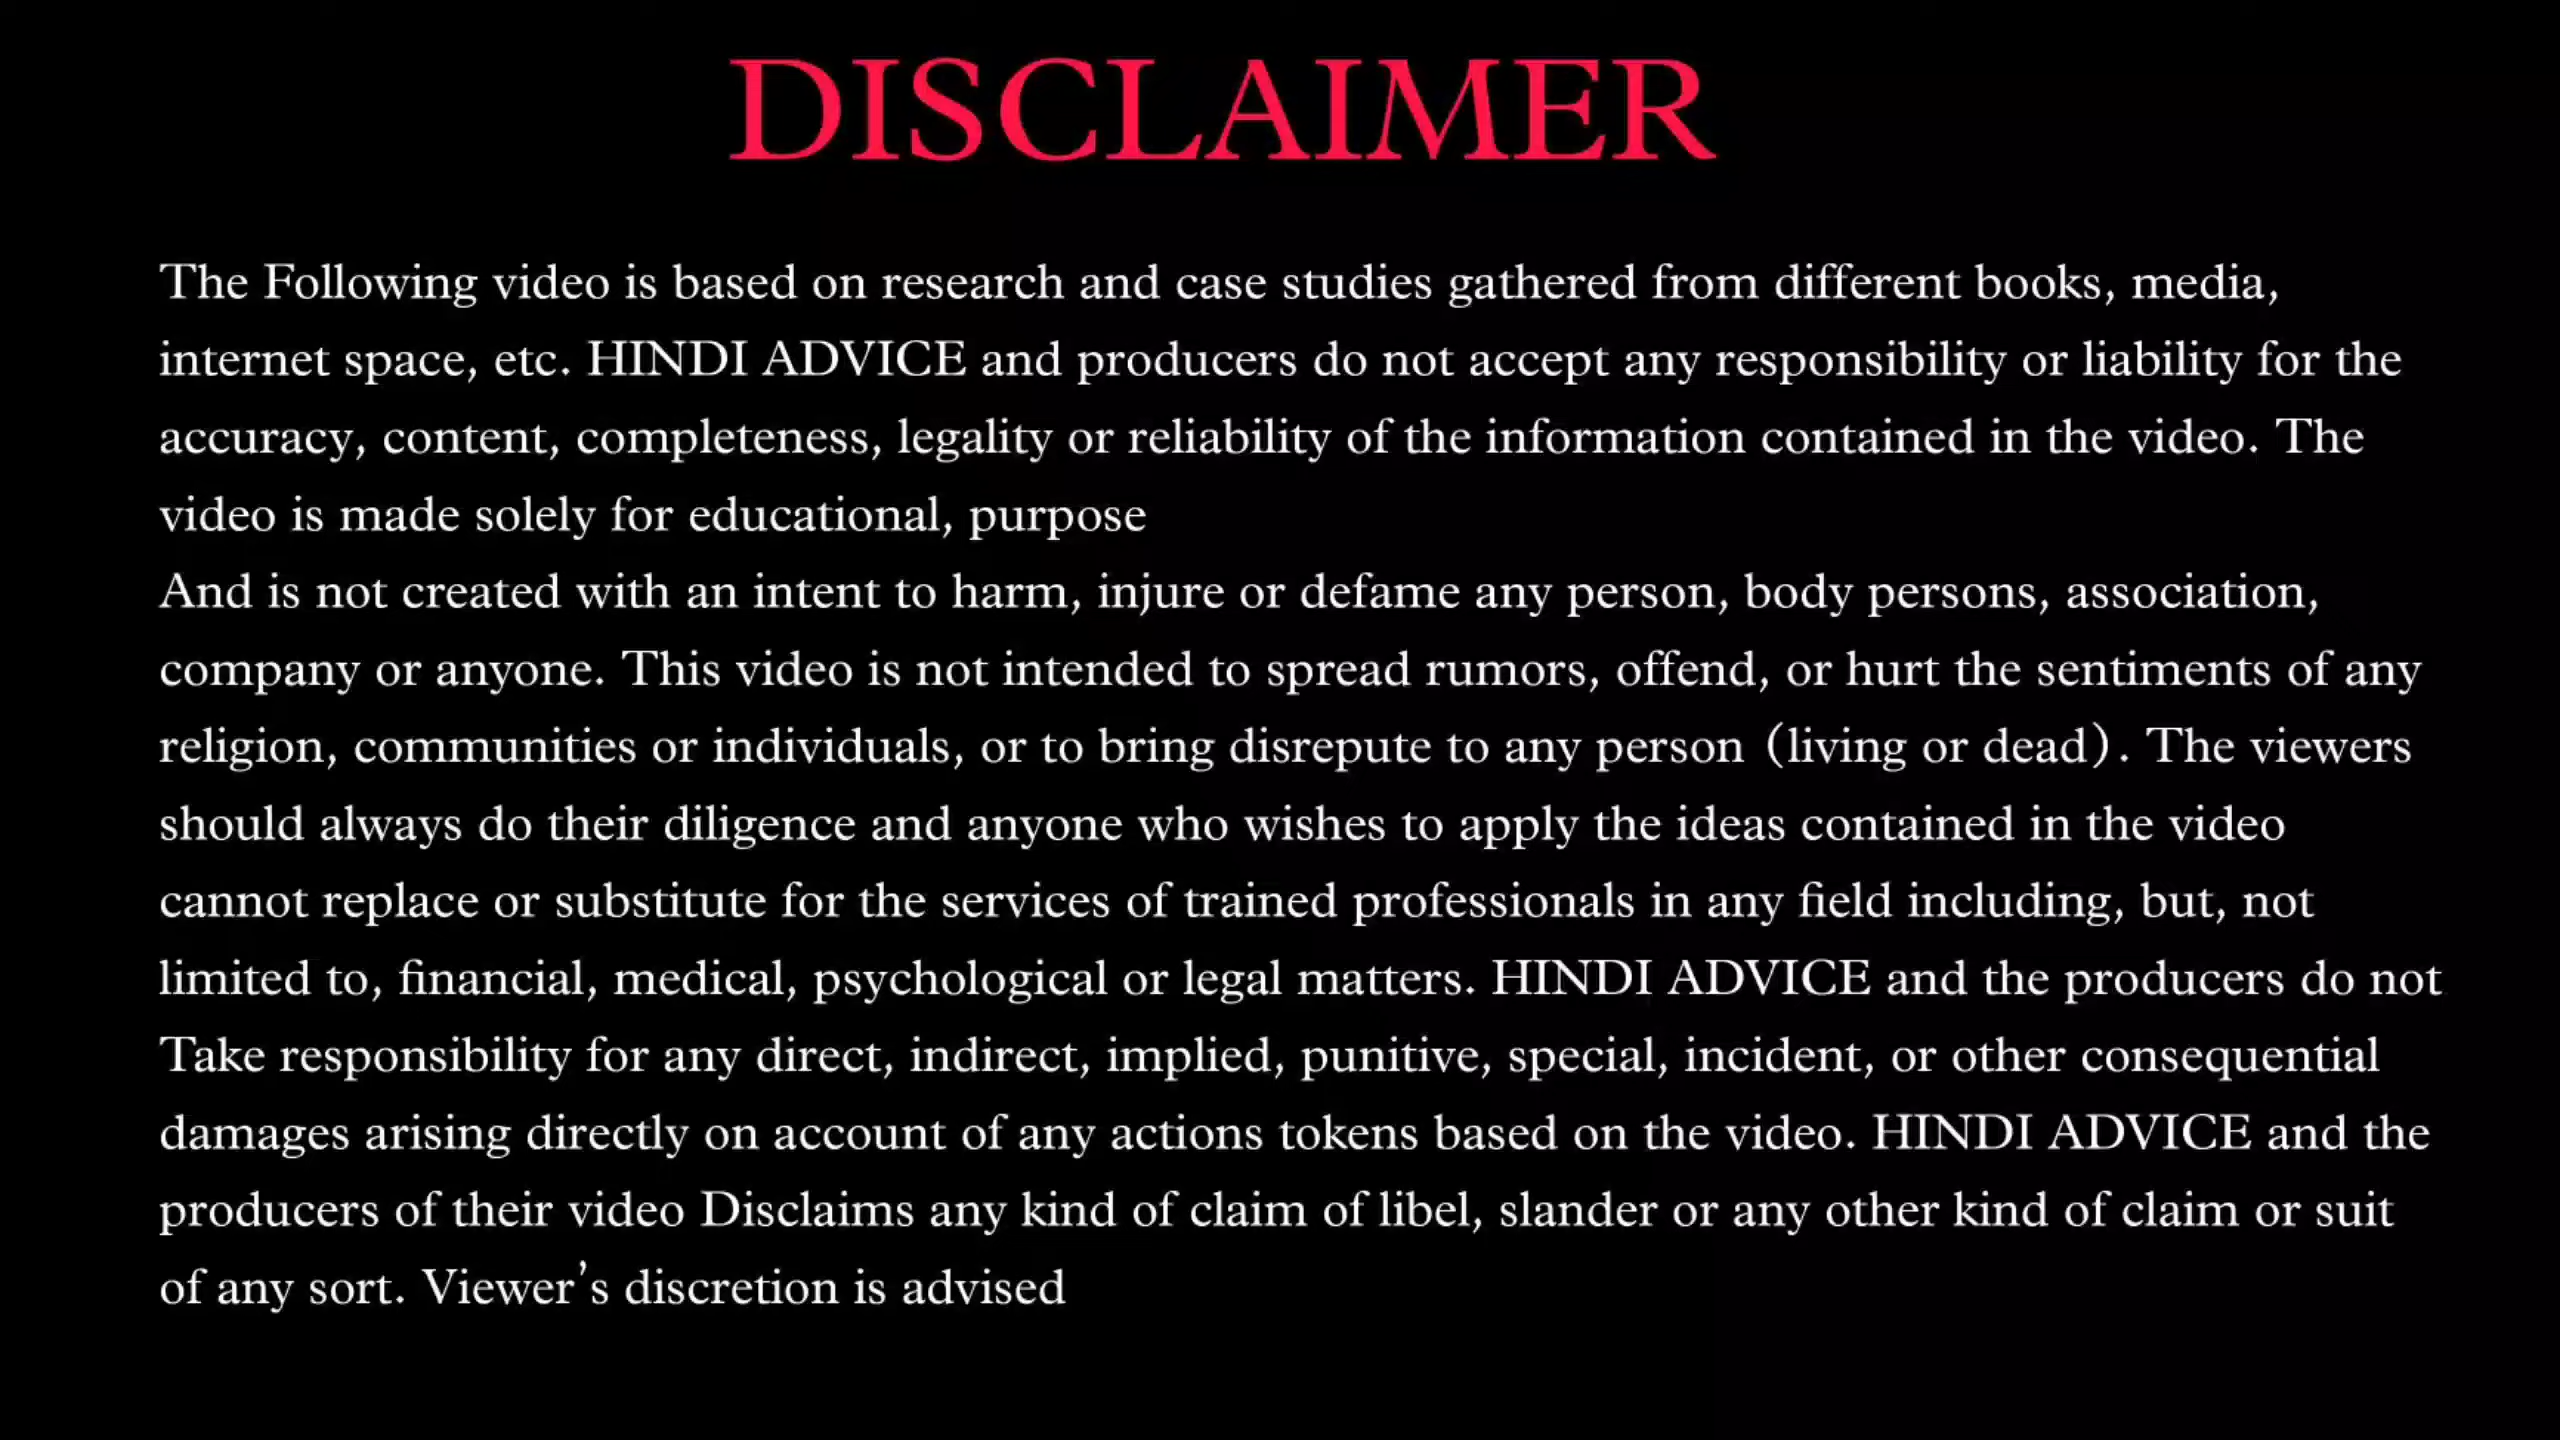 DISCLAIMER
The Following video is based on research and case studies gathered from different books, media,
internet space, etc. HINDI ADVICE and producers do not accept any responsibility or liability for the
accuracy, content, completeness, legality or reliability of the information contained in the video. The
video is made solely for educational, purpose
And is not created with an intent to harm, injure or defame any person, body persons, association,
company or anyone. This video is not intended to spread rumors, offend, or hurt the sentiments of any
religion, communities or individuals, or to bring disrepute to any person (living or dead). The viewers
should always do their diligence and anyone who wishes to apply the ideas contained in the video
cannot replace or substitute for the services of trained professionals in any field including, but, not
limited to, financial, medical, psychological or legal matters. HINDI ADVICE and the producers do not
Take responsibility for any direct, indirect, implied, punitive, special, incident, or other consequential
damages arising directly on account of any actions tokens based on the video. HINDI ADVICE and the
producers of their video Disclaims any kind of claim of libel, slander or any other kind of claim or suit
of any sort. Viewer’s discretion is advised